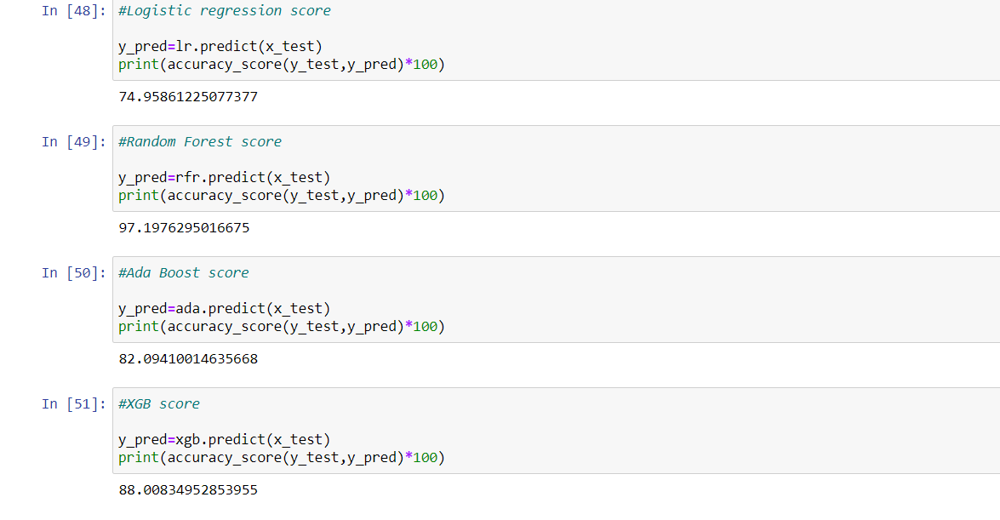 In [48]: #Logistic regression score
y_pred=lr.predict(x_test)
print(accuracy_score(y_test,y_pred)*100)
74.95861225077377
In [49]: #Random Forest score
y_pred=rfr.predict(x_test)
print(accuracy_score(y_test,y_pred)*100)
97.1976295016675
In [50]: #Ada Boost score
y_pred=ada.predict(x_test)
print(accuracy_score(y_test,y_pred)*100)
82.09410014635668
In [51]: #XGB score
y_pred=xgb.predict(x_test)
print(accuracy_score(y_test,y_pred)*100)
88.00834952853955